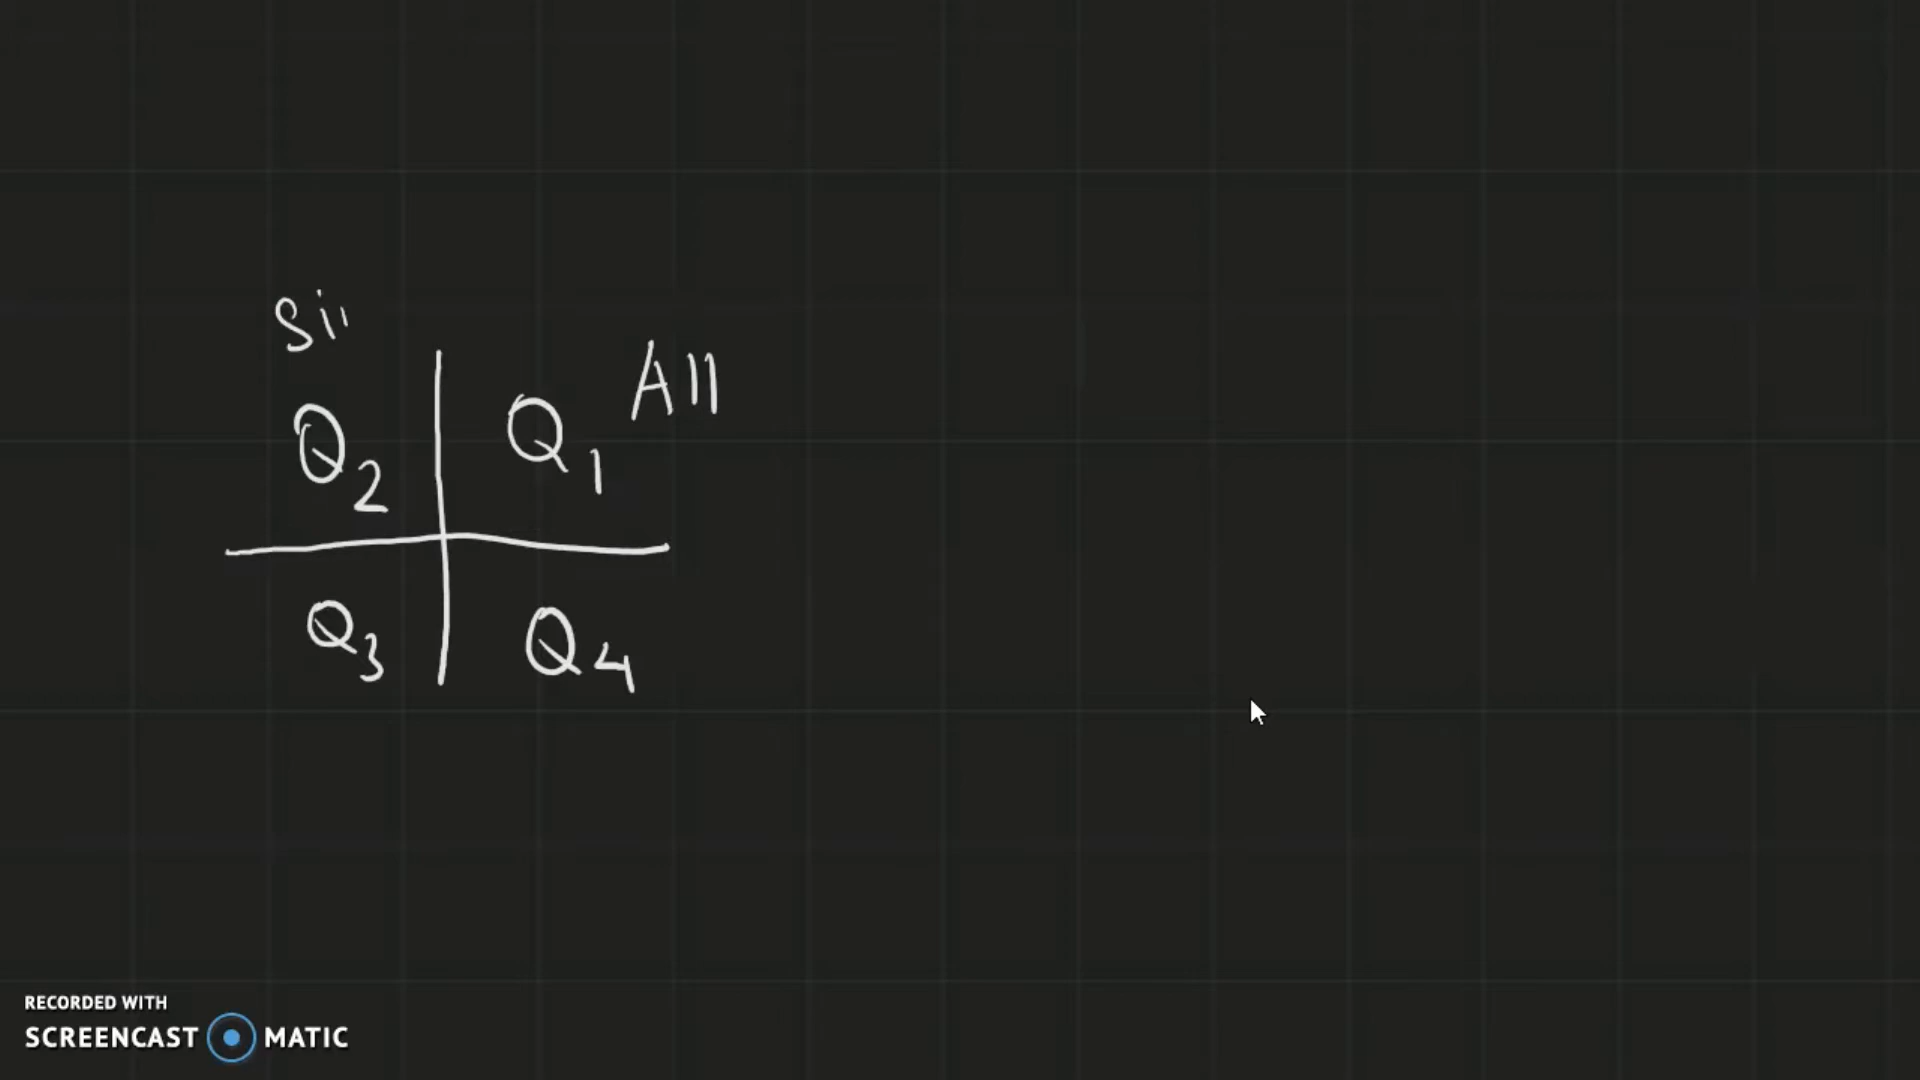 Si
All
Q2 Q1
Q3 Q4
RECORDED WITH
SCREENCAST MATIC